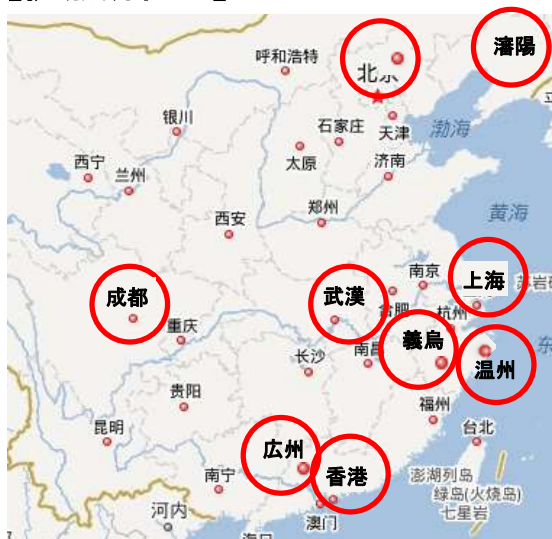 瀋陽
呼和浩特
北京
银川
石家庄
天津
渤海
太原
济南
西宁
兰州
黄海
郑州
西安
上海
南京
成都
武漢
合肥
杭州
重庆
義烏
东
南昌
温州
长沙
贵阳
福州
昆明
台北
広州
香港
澎湖列岛
南宁
绿岛(火烧岛)
七星岩
河内
澳门
海口